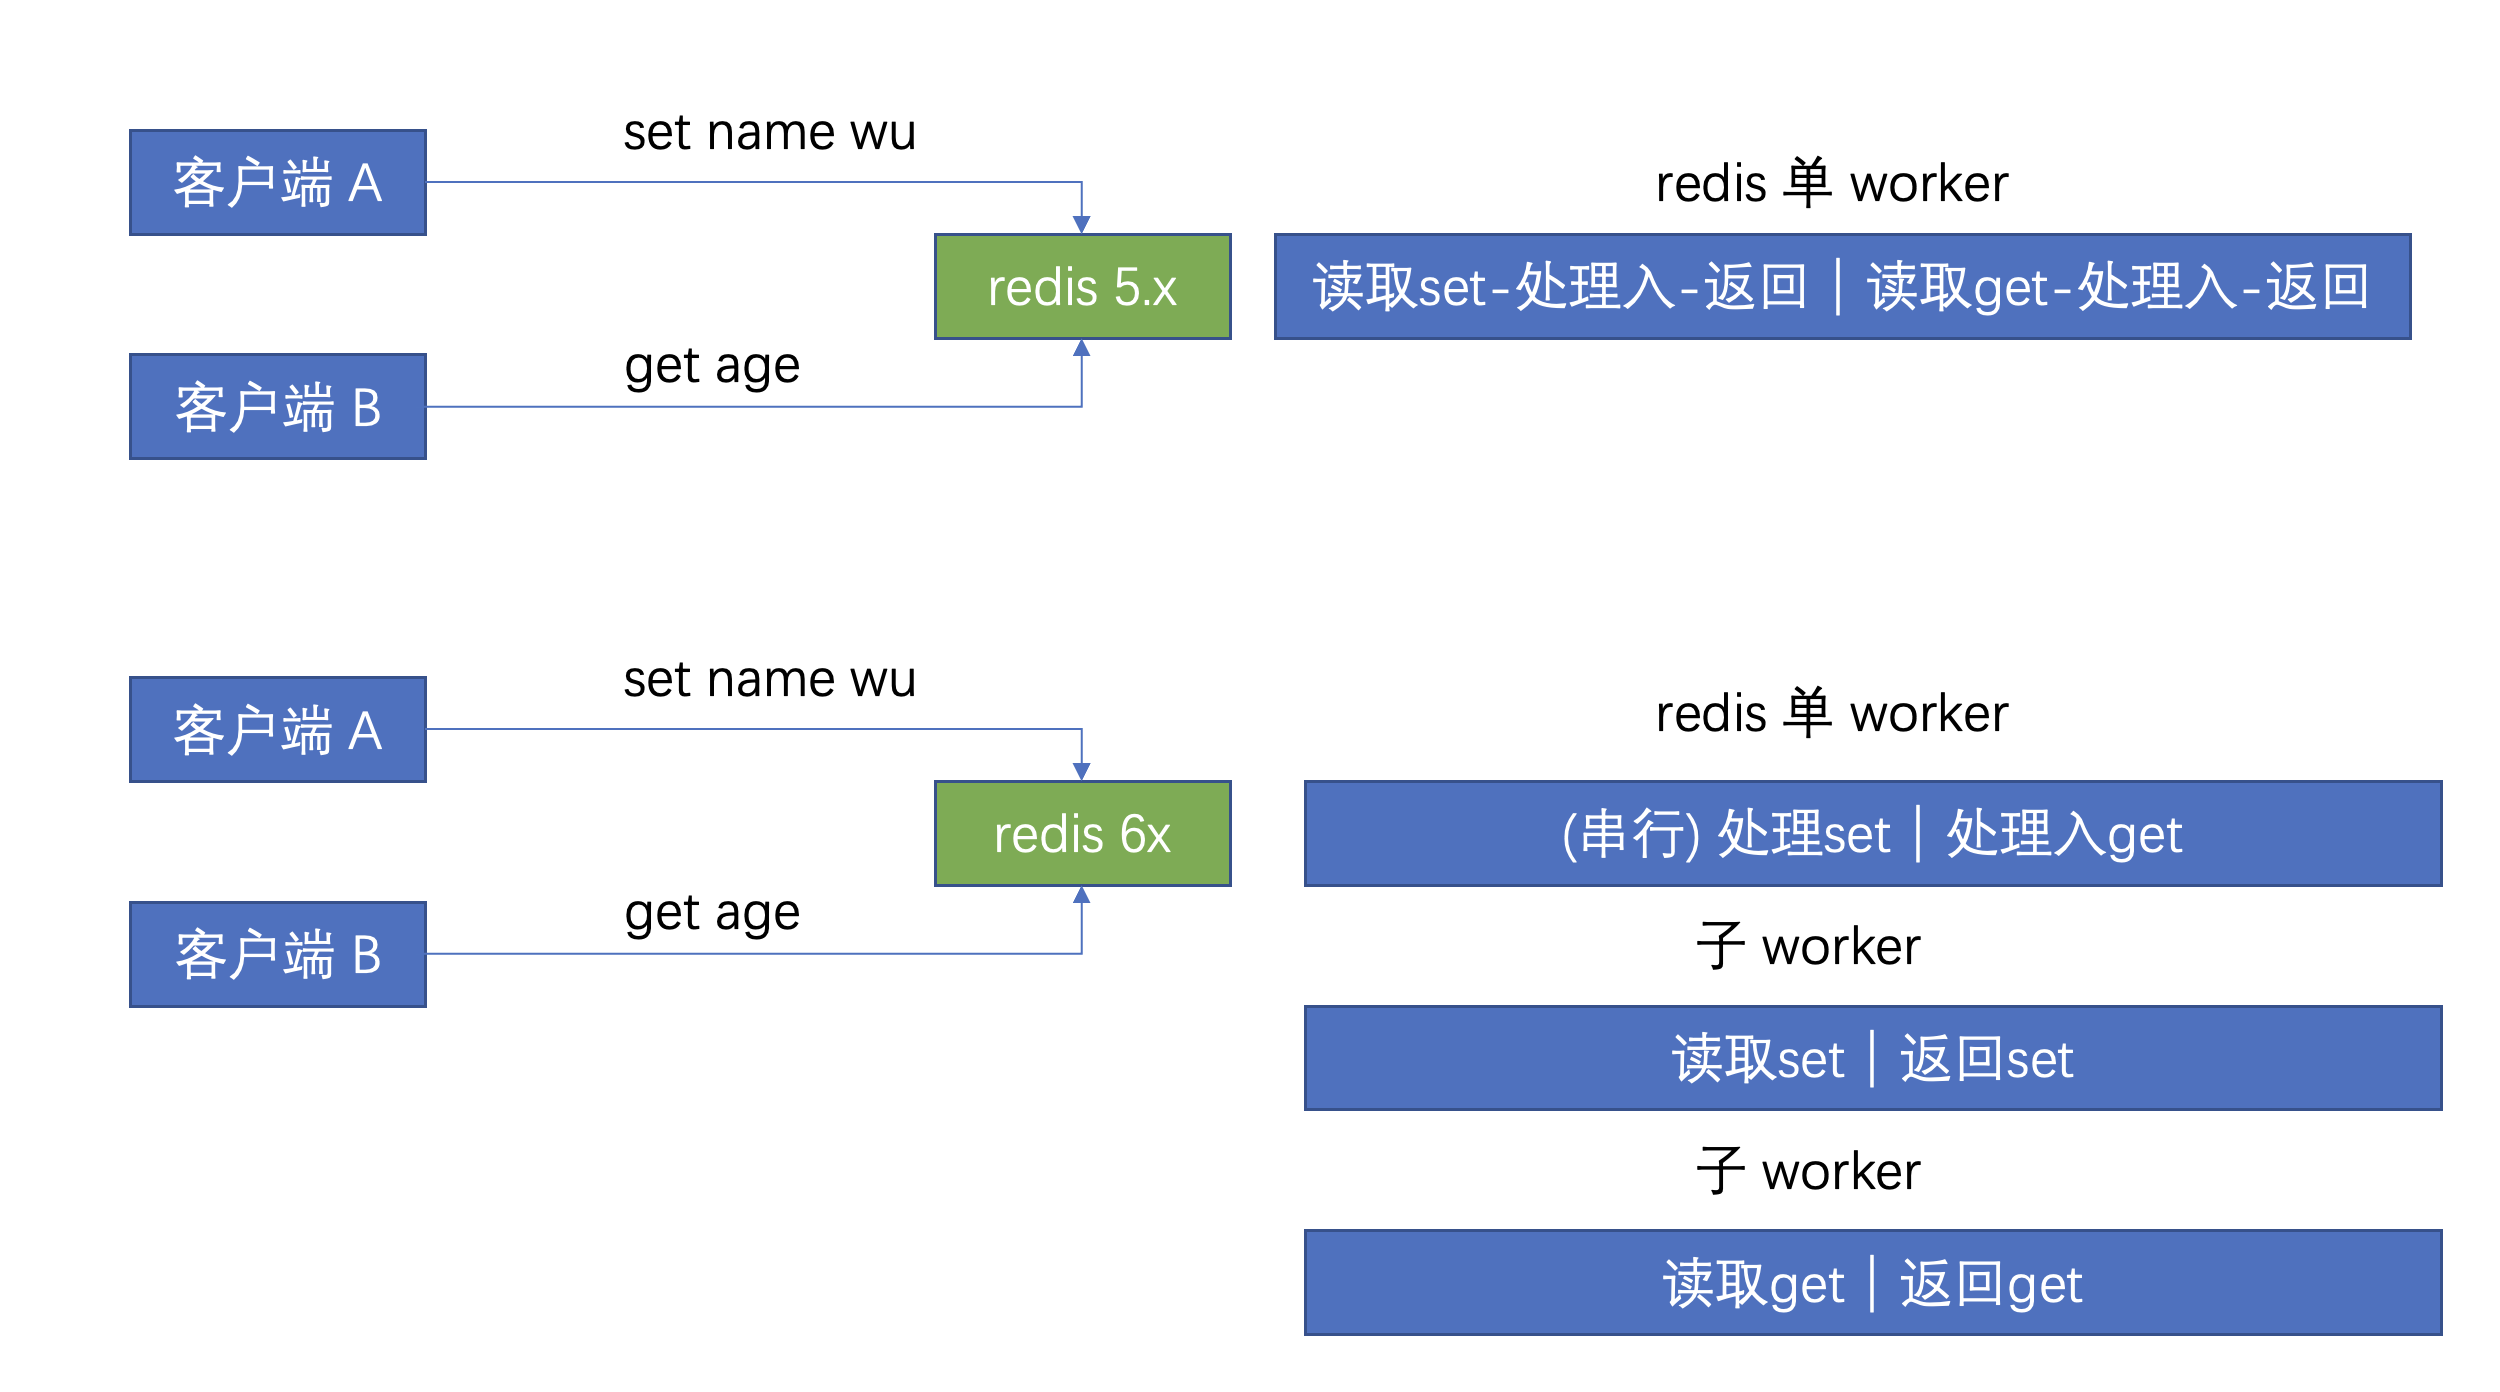 set name wu
客户端 A
redis 单 worker
redis 5.x
读取set-处理入-返回｜读取get-处理入-返回
get age
客户端 B
set name wu
客户端 A
redis 单 worker
redis 6x
(串行) 处理set｜处理入get
get age
客户端 B
子 worker
读取set｜返回set
子 worker
读取get｜返回get